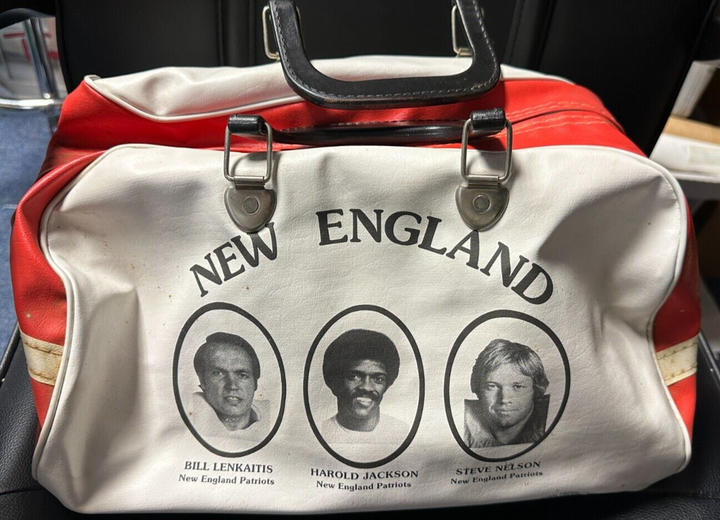 NEW ENGLAND
BILL LENKAITIS
New England Patriots
HAROLD JACKSON
New England Patriots
STEVE NELSON
New England Patriots